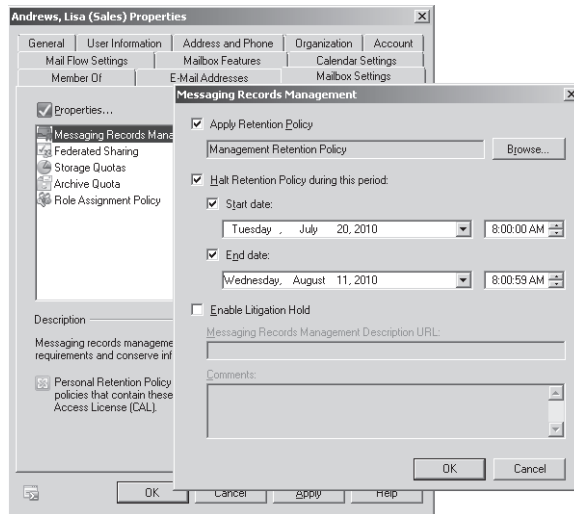 Andrews, Lisa (Sales) Properties
General User Information Address and Phone Organization Account
Mail Flow Settings Mailbox Features Calendar Settings
Member Of E-Mail Addresses Mailbox Settings
Properties...
Messaging Records Mana
Federated Sharing
Storage Quotas
Archive Quota
Role Assignment Policy
Description
Messaging records manageme
requirements and conserve inf
Personal Retention Policy
policies that contain these
Access License (CAL).
OK Cancel Apply Help
Messaging Records Management
Apply Retention Policy
Management Retention Policy Browse...
Halt Retention Policy during this period:
Start date:
Tuesday , July 20, 2010 8:00:00 AM
End date:
Wednesday, August 11, 2010 8:00:59 AM
Enable Litigation Hold
Messaging Records Management Description URL:
Comments:
OK Cancel